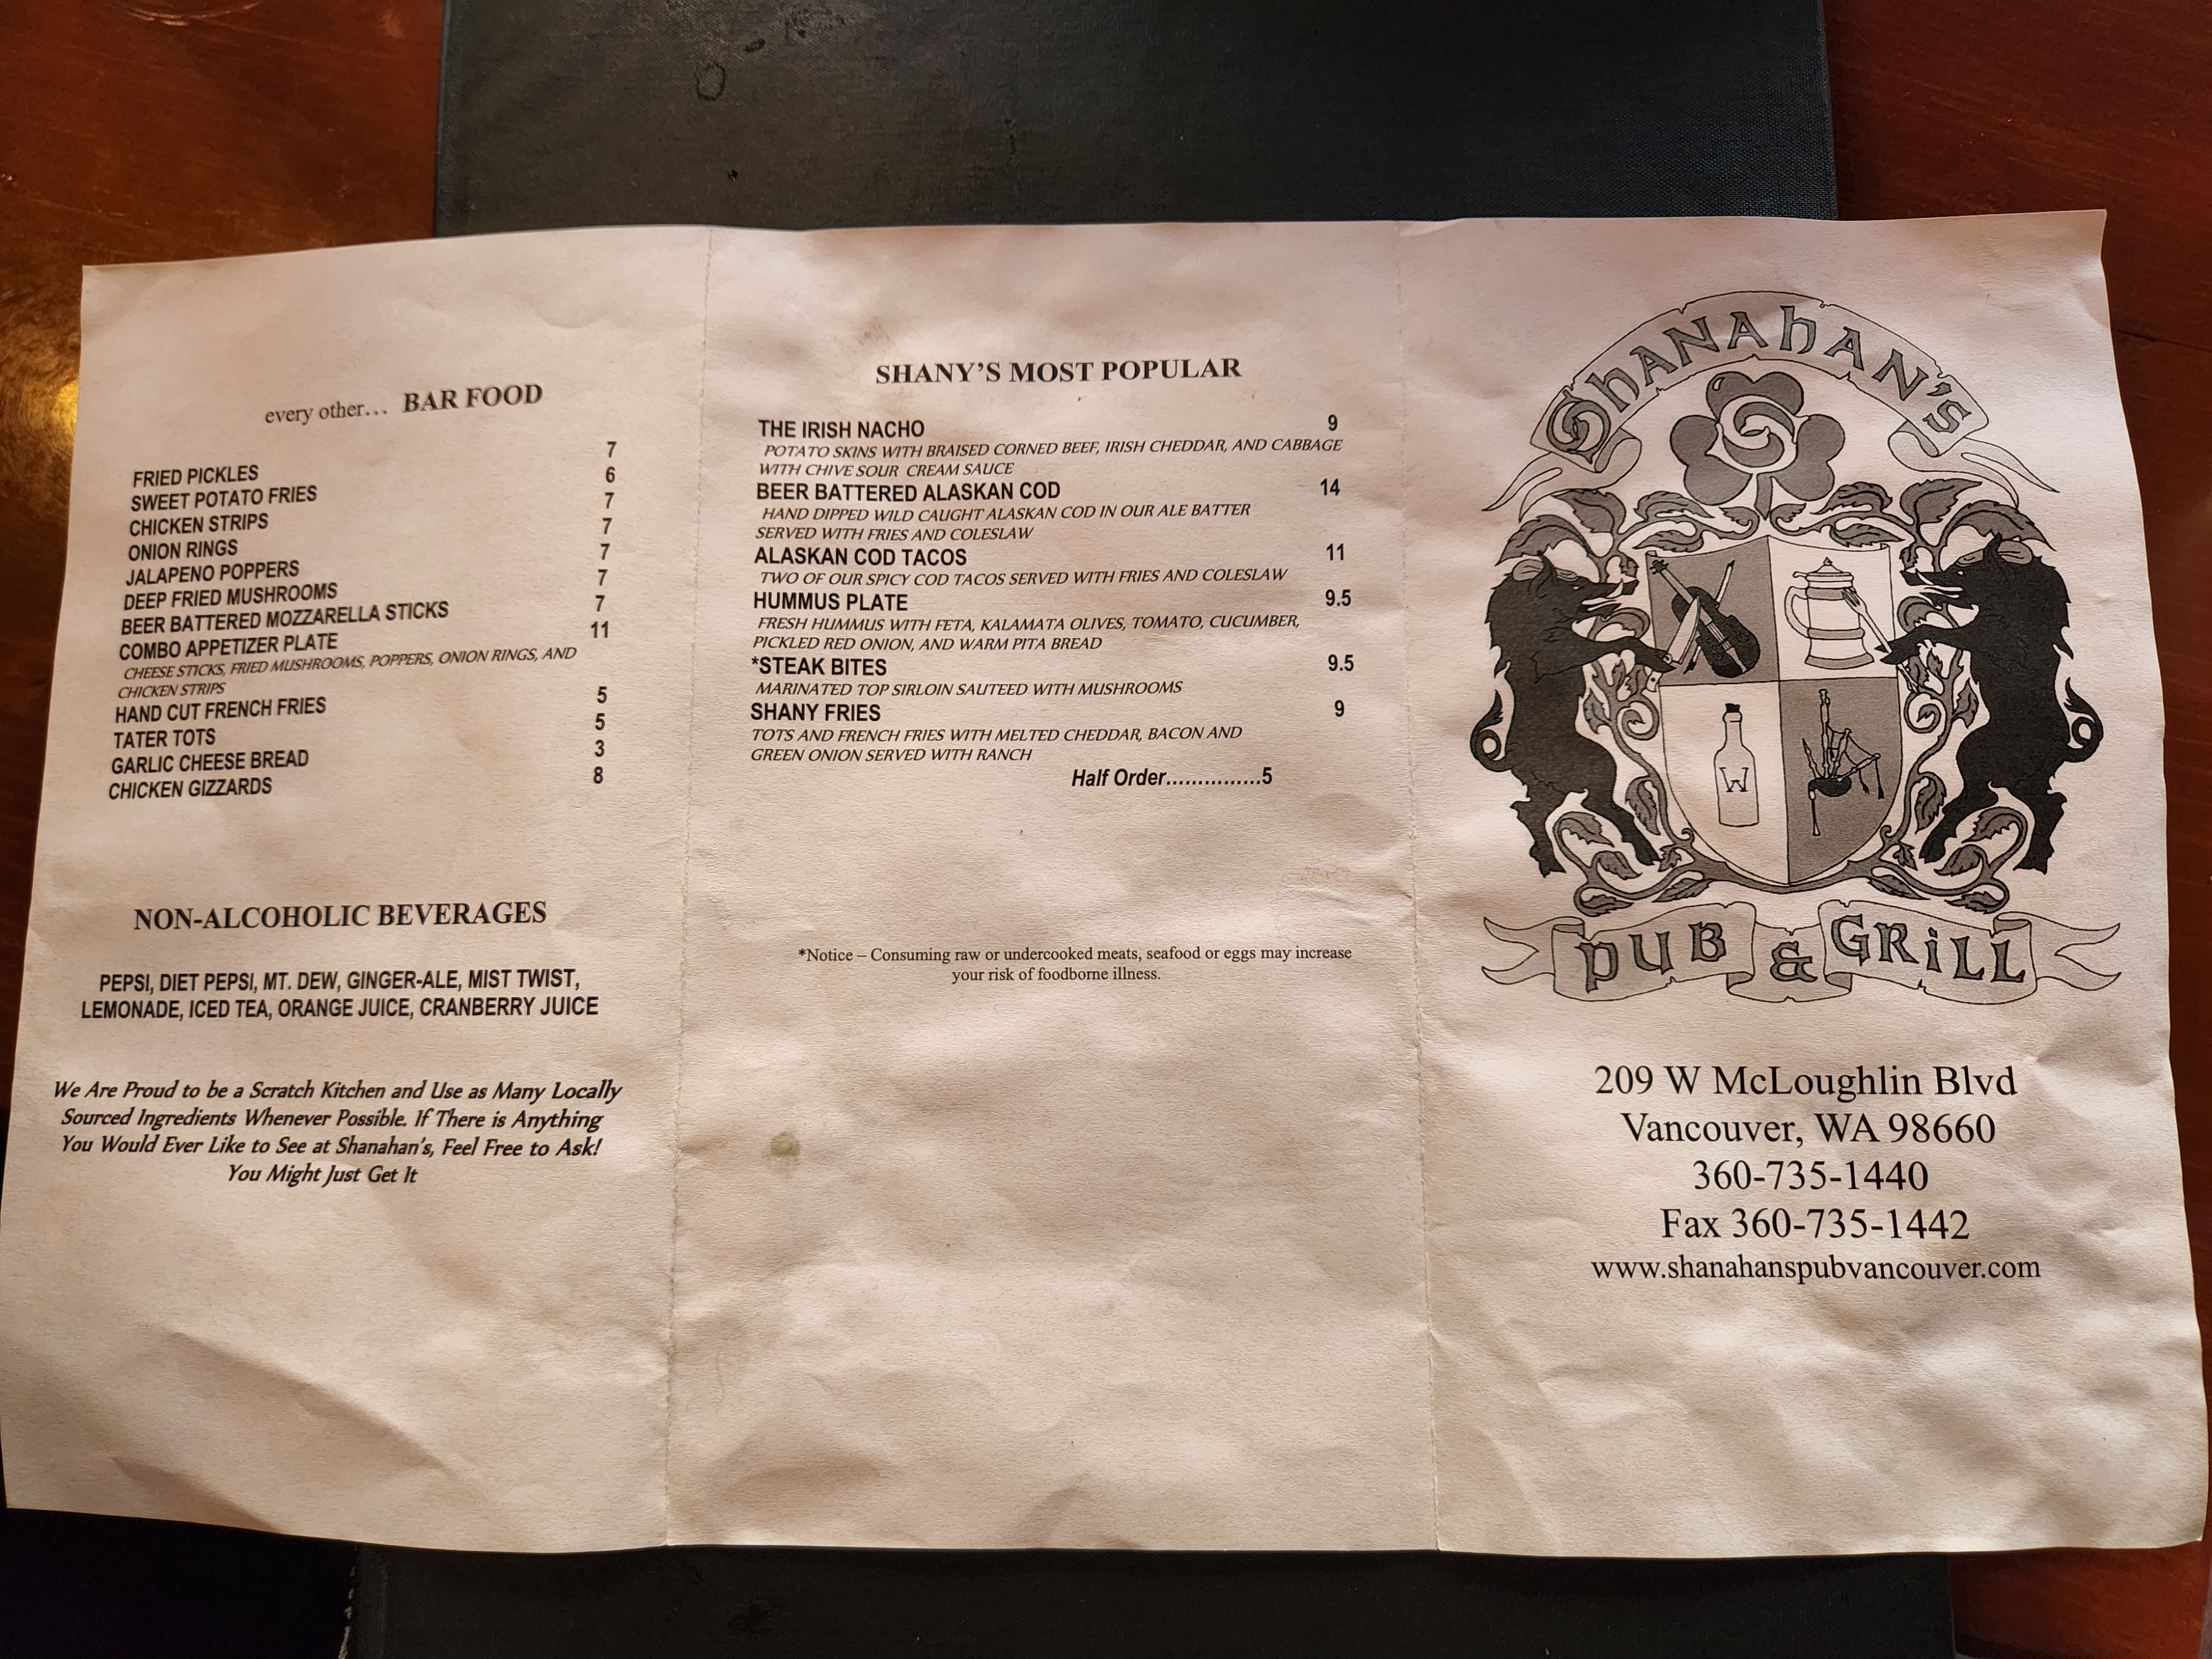 every other… BAR FOOD
FRIED PICKLES 7
SWEET POTATO FRIES 6
CHICKEN STRIPS 7
ONION RINGS 7
JALAPENO POPPERS 7
DEEP FRIED MUSHROOMS 7
BEER BATTERED MOZZARELLA STICKS 7
COMBO APPETIZER PLATE 11
CHEESE STICKS, FRIED MUSHROOMS, POPPERS, ONION RINGS, AND
CHICKEN STRIPS
HAND CUT FRENCH FRIES 5
TATER TOTS 5
GARLIC CHEESE BREAD 3
CHICKEN GIZZARDS 8
NON-ALCOHOLIC BEVERAGES
PEPSI, DIET PEPSI, MT. DEW, GINGER-ALE, MIST TWIST,
LEMONADE, ICED TEA, ORANGE JUICE, CRANBERRY JUICE
We Are Proud to be a Scratch Kitchen and Use as Many Locally
Sourced Ingredients Whenever Possible. If There is Anything
You Would Ever Like to See at Shanahan's, Feel Free to Ask!
You Might Just Get It
SHANY'S MOST POPULAR
THE IRISH NACHO 9
POTATO SKINS WITH BRAISED CORNED BEEF, IRISH CHEDDAR, AND CABBAGE
WITH CHIVE SOUR CREAM SAUCE
BEER BATTERED ALASKAN COD 14
HAND DIPPED WILD CAUGHT ALASKAN COD IN OUR ALE BATTER
SERVED WITH FRIES AND COLESLAW
ALASKAN COD TACOS 11
TWO OF OUR SPICY COD TACOS SERVED WITH FRIES AND COLESLAW
HUMMUS PLATE 9.5
FRESH HUMMUS WITH FETA, KALAMATA OLIVES, TOMATO, CUCUMBER,
PICKLED RED ONION, AND WARM PITA BREAD
*STEAK BITES 9.5
MARINATED TOP SIRLOIN SAUTEED WITH MUSHROOMS
SHANY FRIES 9
TOTS AND FRENCH FRIES WITH MELTED CHEDDAR, BACON AND
GREEN ONION SERVED WITH RANCH
Half Order...............5
*Notice – Consuming raw or undercooked meats, seafood or eggs may increase
your risk of foodborne illness.
SHANAHAN'S
W
PUB & GRILL
209 W McLoughlin Blvd
Vancouver, WA 98660
360-735-1440
Fax 360-735-1442
www.shanahanspubvancouver.com